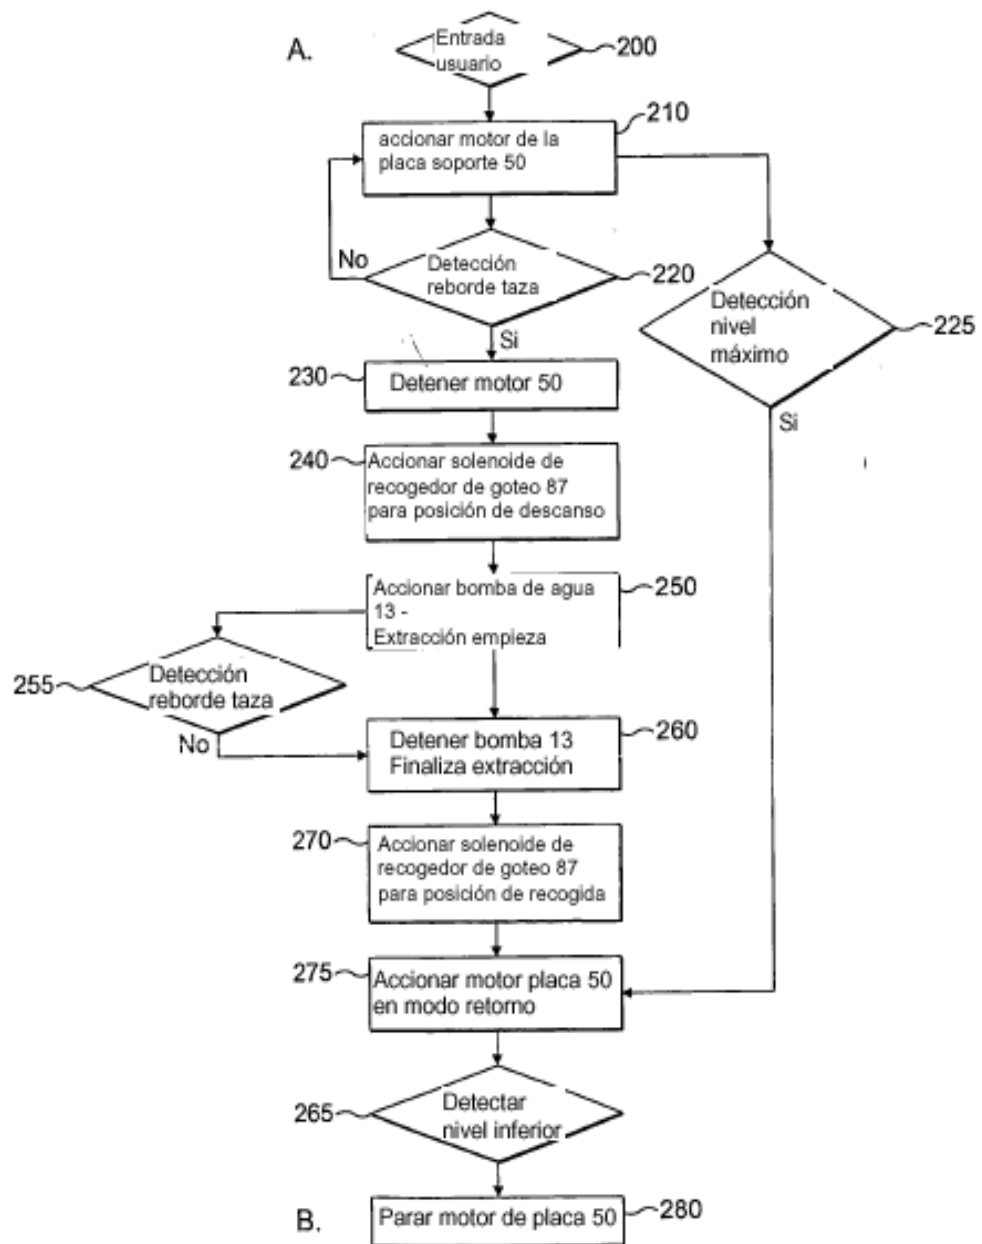 A.
Entrada
usuario
200
210
accionar motor de la
placa soporte 50
No
Detección
reborde taza
220
Detección
nivel
máximo
225
Si
230
Detener motor 50
Si
240
Accionar solenoide de
recogedor de goteo 87
para posición de descanso
Accionar bomba de agua
13 -
Extracción empieza
250
255
Detección
reborde taza
No
Detener bomba 13
Finaliza extracción
260
270
Accionar solenoide de
recogedor de goteo 87
para posición de recogida
275
Accionar motor placa 50
en modo retorno
265
Detectar
nivel inferior
B.
Parar motor de placa 50
280